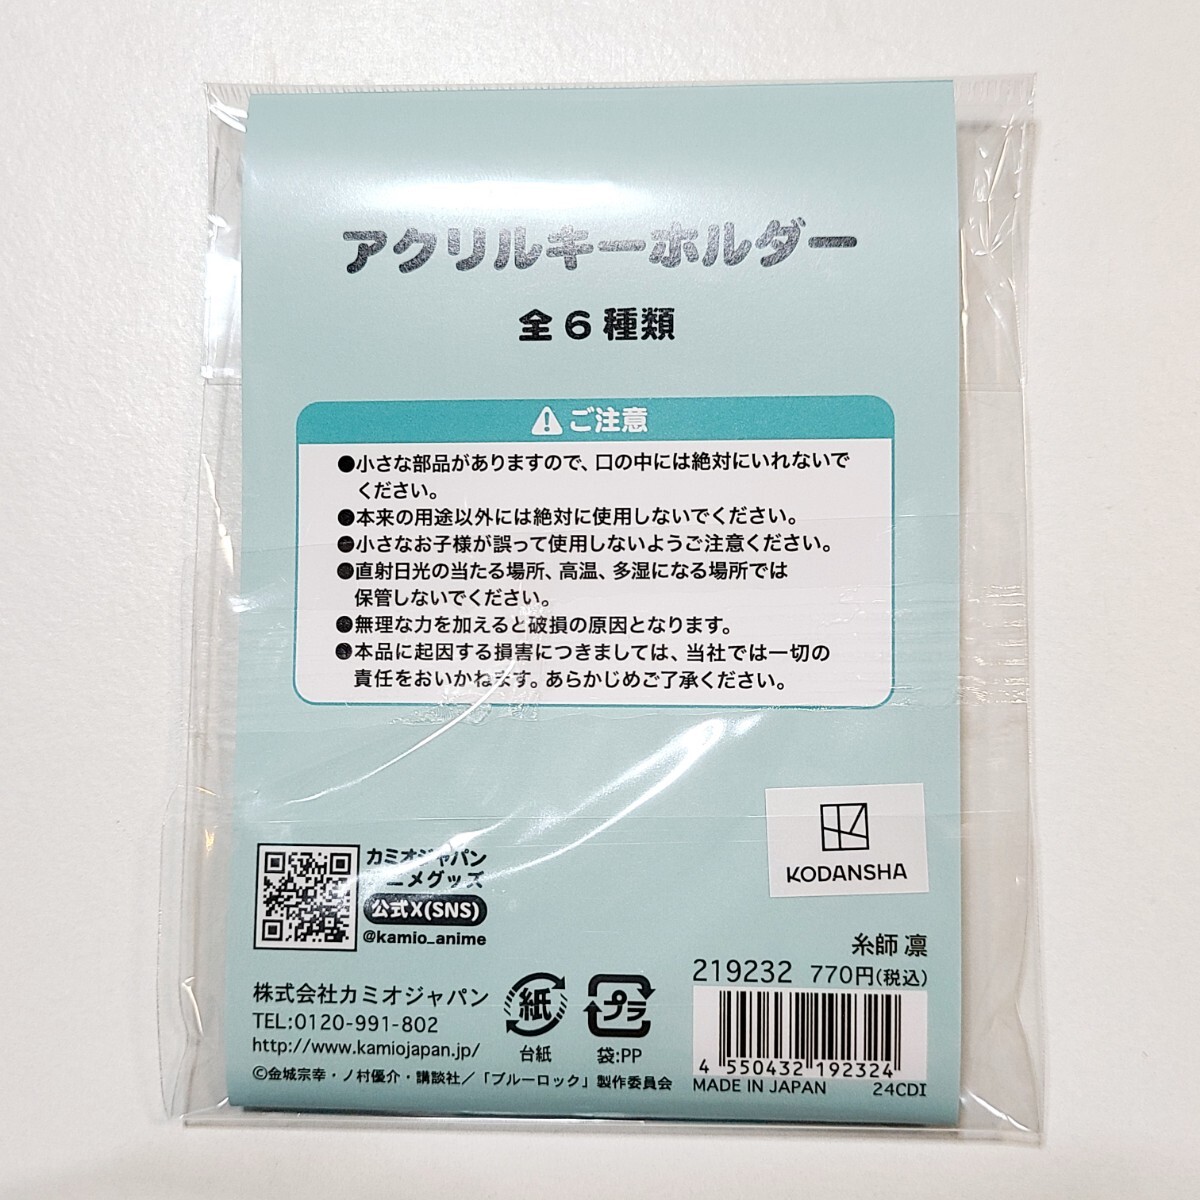 アクリルキーホルダー
全6種類
ご注意
●小さな部品がありますので、口の中には絶対にいれないで
ください。
●本来の用途以外には絶対に使用しないでください。
●小さなお子様が誤って使用しないようご注意ください。
●直射日光の当たる場所、高温、多湿になる場所では
保管しないでください。
●無理な力を加えると破損の原因となります。
●本品に起因する損害につきましては、当社では一切の
責任をおいかねます。あらかじめご了承ください。
KODANSHA
カミオジャパン
アニメグッズ
公式X(SNS)
@kamio_anime
糸師 凛
219232 770円(税込)
株式会社カミオジャパン
TEL:0120-991-802
http://www.kamiojapan.jp/
紙
台紙
プラ
袋:PP
4 550432 192324
MADE IN JAPAN 24CDI
©金城宗幸・ノ村優介・講談社／「ブルーロック」製作委員会